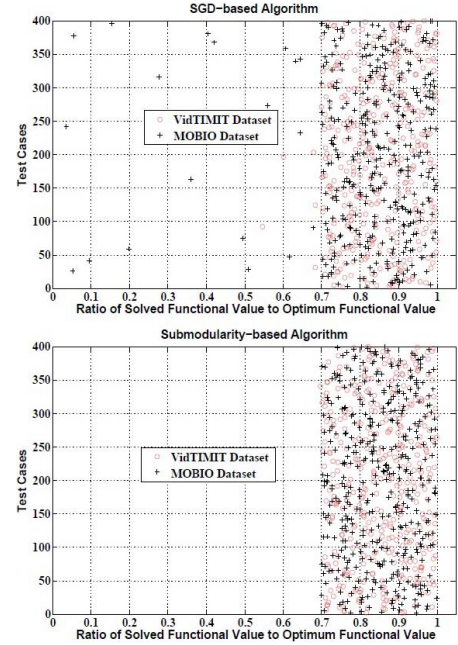 SGD-based Algorithm
400
350
300
250
200
150
100
50
0
Test Cases
VidTIMIT Dataset
MOBIO Dataset
0 0.1 0.2 0.3 0.4 0.5 0.6 0.7 0.8 0.9 1
Ratio of Solved Functional Value to Optimum Functional Value
Submodularity-based Algorithm
400
350
300
250
200
150
100
50
0
Test Cases
VidTIMIT Dataset
MOBIO Dataset
0 0.1 0.2 0.3 0.4 0.5 0.6 0.7 0.8 0.9 1
Ratio of Solved Functional Value to Optimum Functional Value